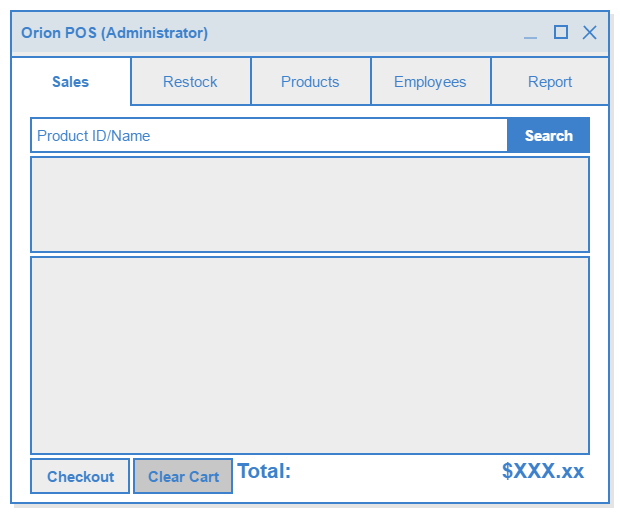 Orion POS (Administrator)
Sales Restock Products Employees Report
Product ID/Name Search
Checkout Clear Cart Total: $XXX.xx